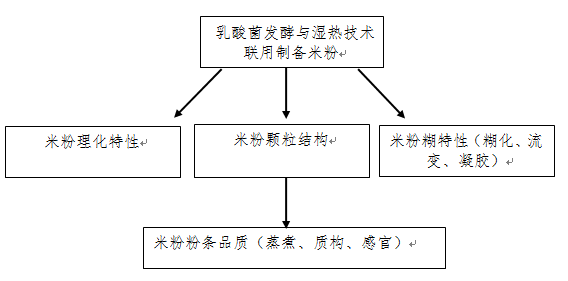 乳酸菌发酵与湿热技术
联用制备米粉
米粉理化特性
米粉颗粒结构
米粉糊特性（糊化、流
变、凝胶）
米粉粉条品质（蒸煮、质构、感官）